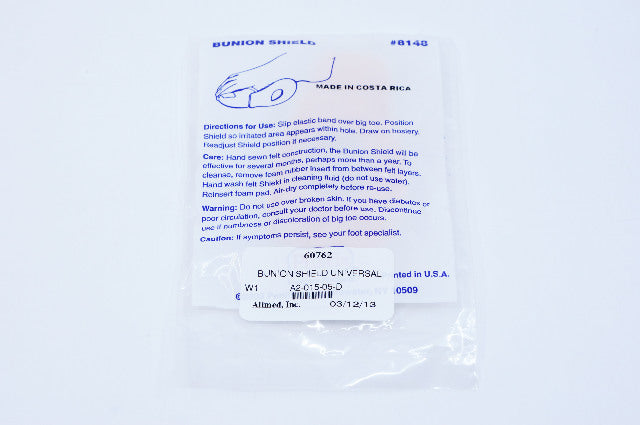 BUNION SHIELD #8148
MADE IN COSTA RICA
Directions for Use: Slip elastic band over big toe. Position
Shield so irritated area appears within hole. Draw on hosiery.
Readjust Shield position if necessary.
Care: Hand sewn felt construction, the Bunion Shield will be
effective for several months, perhaps more than a year. To
cleanse, remove foam rubber insert from between felt layers.
Hand wash felt Shield in cleaning fluid (do not use water).
Reinsert foam pad. Air-dry completely before re-use.
Warning: Do not use over broken skin. If you have diabetes or
poor circulation, consult your doctor before use. Discontinue
use if numbness or discoloration of big toe occurs.
Caution: If symptoms persist, see your foot specialist.
60762
BUNION SHIELD UNIVERSAL
in U.S.A.
W1 A2-015-05-D
©
Allmed, Inc. 03/12/13